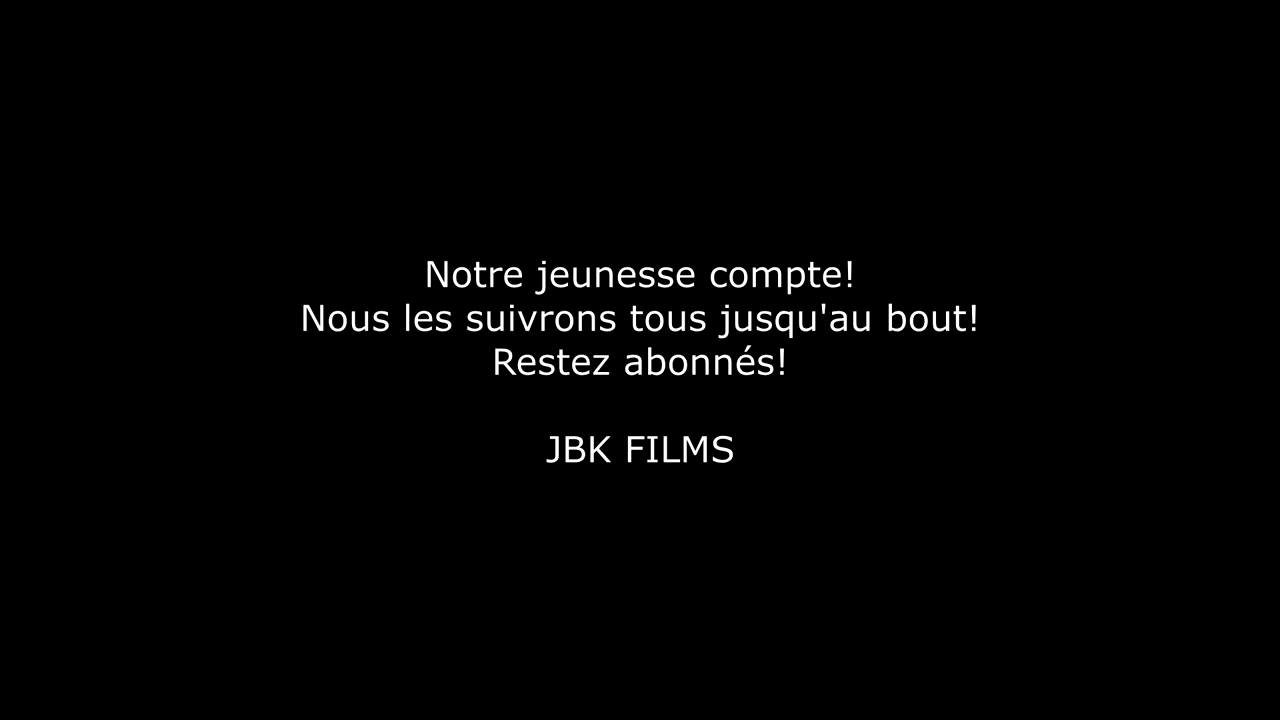 Notre jeunesse compte!
Nous les suivrons tous jusqu'au bout!
Restez abonnés!
JBK FILMS